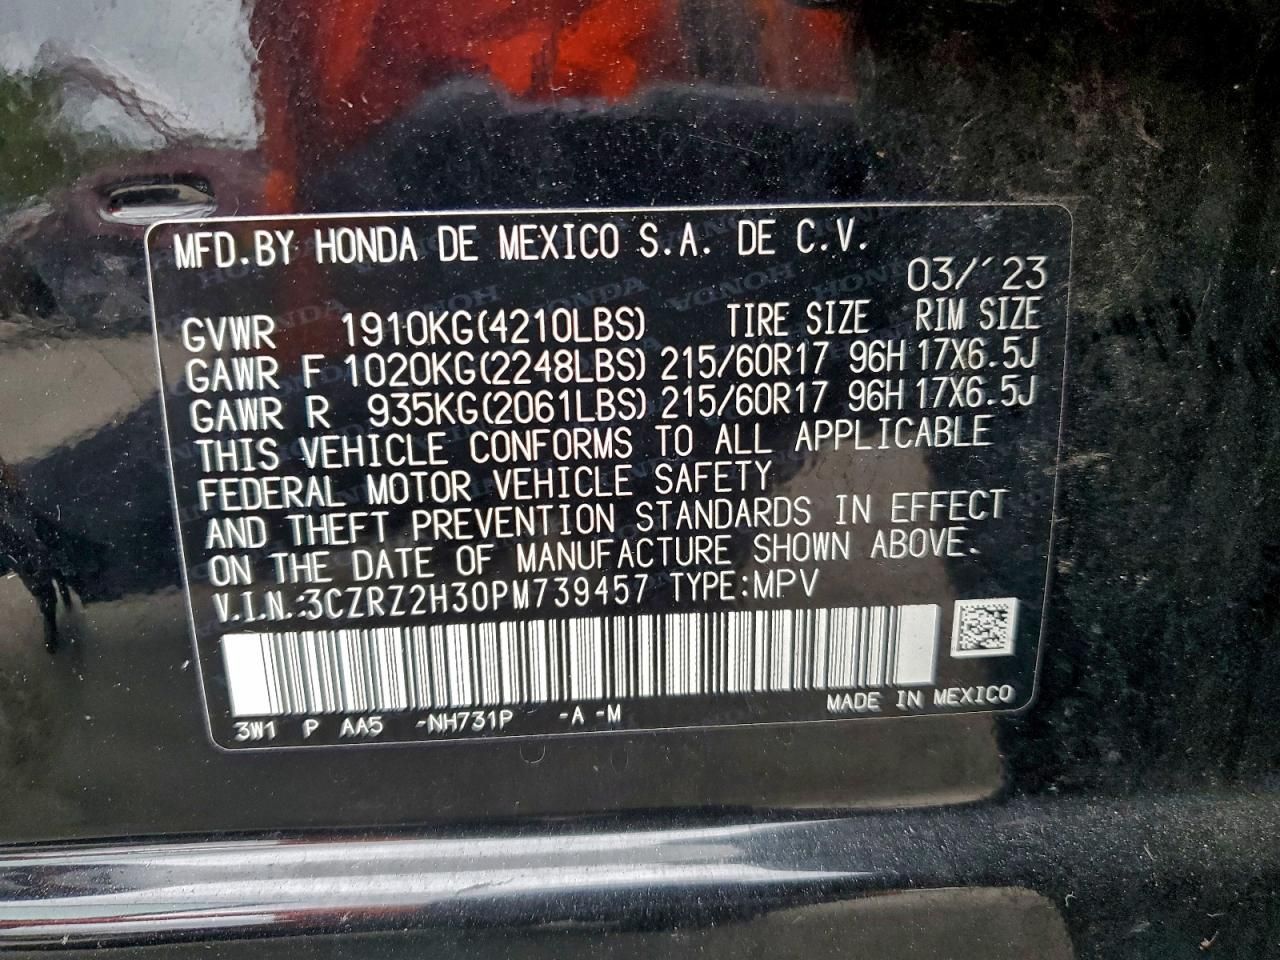 MFD.BY HONDA DE MEXICO S.A. DE C.V.
03/´23
GVWR 1910KG(4210LBS) TIRE SIZE RIM SIZE
GAWR F 1020KG(2248LBS) 215/60R17 96H 17X6.5J
GAWR R 935KG(2061LBS) 215/60R17 96H 17X6.5J
THIS VEHICLE CONFORMS TO ALL APPLICABLE
FEDERAL MOTOR VEHICLE SAFETY
AND THEFT PREVENTION STANDARDS IN EFFECT
ON THE DATE OF MANUFACTURE SHOWN ABOVE.
V.I.N.:3CZRZ2H30PM739457 TYPE:MPV
MADE IN MEXICO
3W1 P AA5 -NH731P -A -M